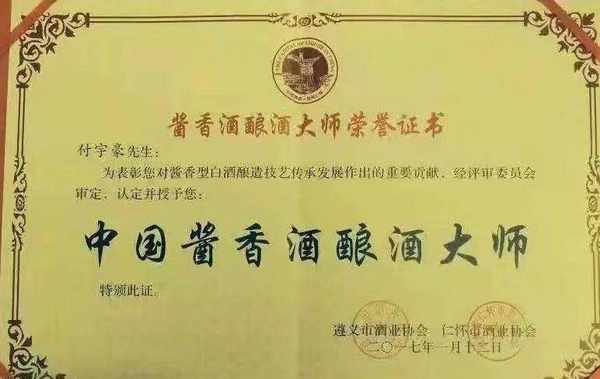 酱香酒酿酒大师荣誉证书
付宇豪先生：
为表彰您对酱香型白酒酿造技艺传承发展作出的重要贡献，经评审委员会
审定，认定并授予您：
中国酱香酒酿酒大师
特颁此证。
遵义市酒业协会 仁怀市酒业协会
二〇一七年一月十二日